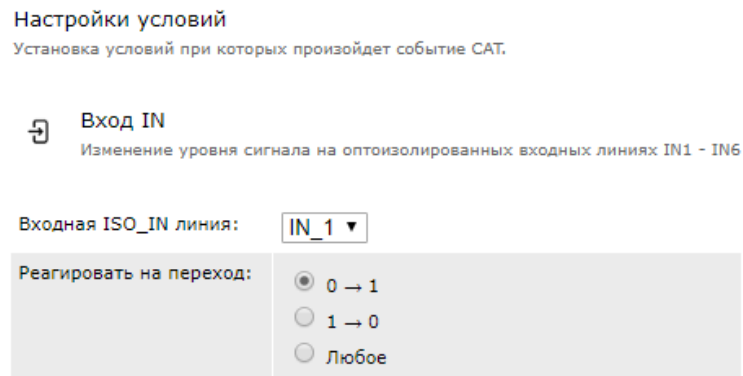 Настройки условий
Установка условий при которых произойдет событие CAT.
Вход IN
Изменение уровня сигнала на оптоизолированных входных линиях IN1 - IN6
Входная ISO_IN линия: IN_1
Реагировать на переход: 0 → 1
1 → 0
Любое